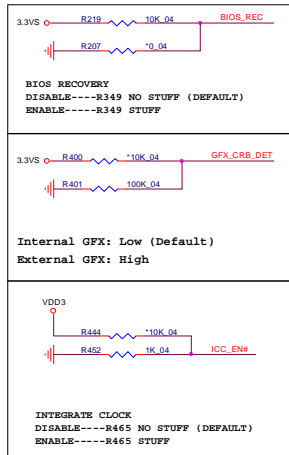 3.3VS R219 10K_04 BIOS_REC
R207 *0_04
BIOS RECOVERY
DISABLE----R349 NO STUFF (DEFAULT)
ENABLE-----R349 STUFF
3.3VS R400 *10K_04 GFX_CRB_DET
R401 100K_04
Internal GFX: Low (Default)
External GFX: High
VDD3
R444 *10K_04
R452 1K_04 ICC_EN#
INTEGRATE CLOCK
DISABLE----R465 NO STUFF (DEFAULT)
ENABLE-----R465 STUFF